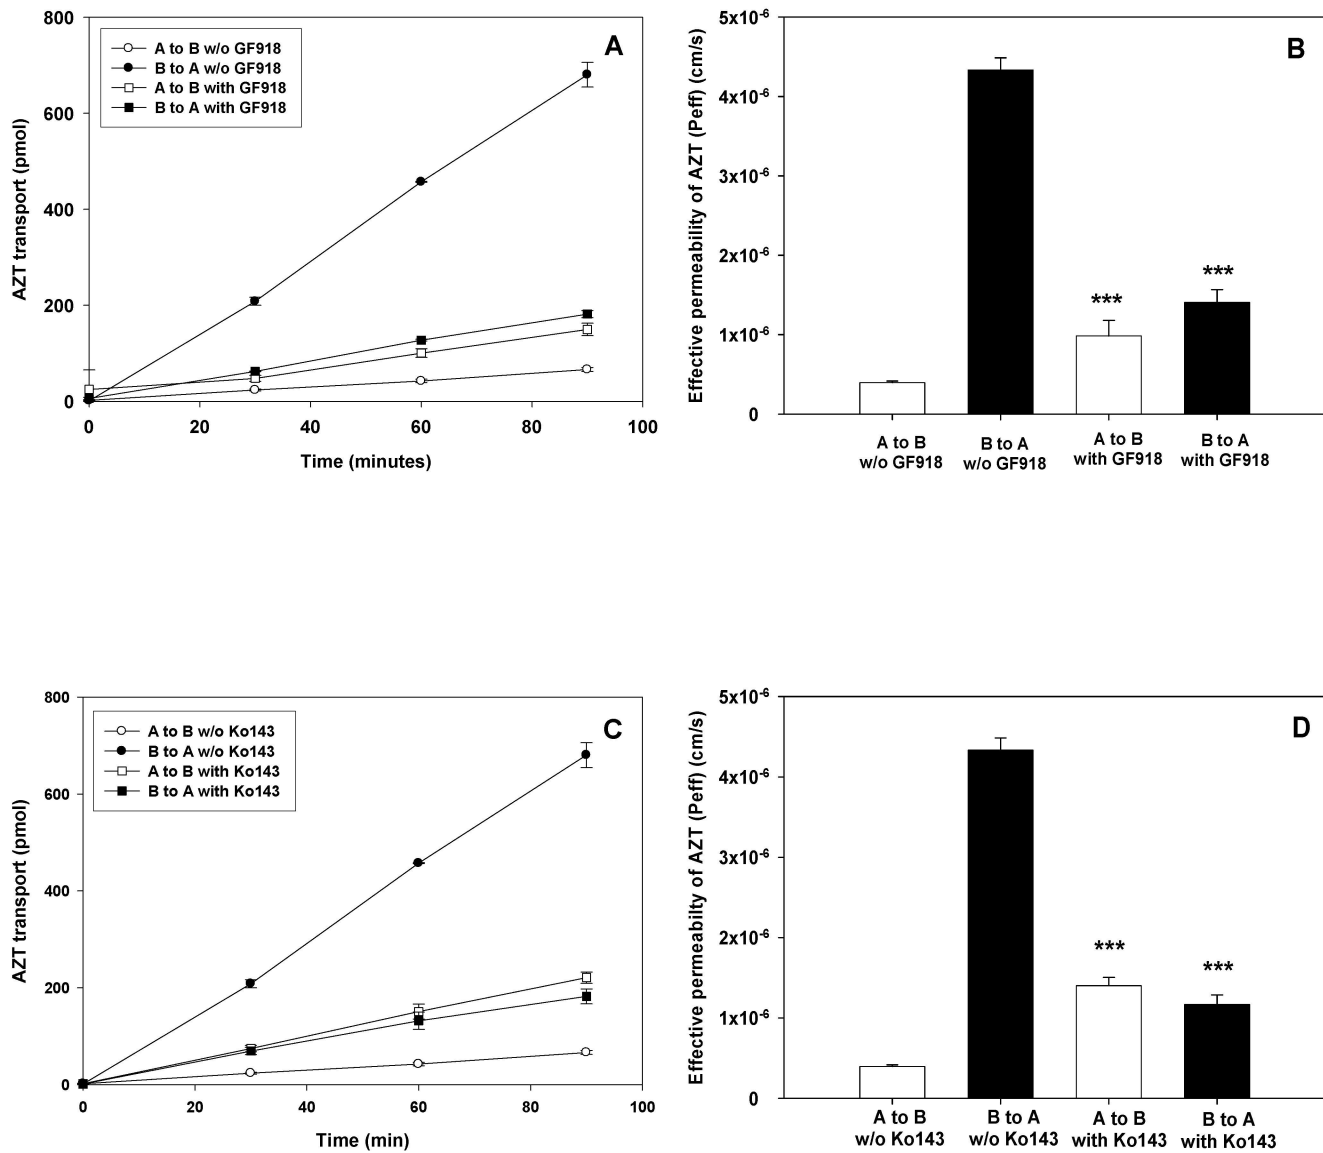 A
A to B w/o GF918
B to A w/o GF918
A to B with GF918
B to A with GF918
AZT transport (pmol)
800
600
400
200
0
0 20 40 60 80 100
Time (minutes)
B
Effective permeability of AZT (Peff) (cm/s)
5x10⁻⁶
4x10⁻⁶
3x10⁻⁶
2x10⁻⁶
1x10⁻⁶
0
***
***
A to B B to A A to B B to A
w/o GF918 w/o GF918 with GF918 with GF918
C
A to B w/o Ko143
B to A w/o Ko143
A to B with Ko143
B to A with Ko143
AZT transport (pmol)
800
600
400
200
0
0 20 40 60 80 100
Time (min)
D
Effective permeabilty of AZT (Peff) (cm/s)
5x10⁻⁶
4x10⁻⁶
3x10⁻⁶
2x10⁻⁶
1x10⁻⁶
0
***
***
A to B B to A A to B B to A
w/o Ko143 w/o Ko143 with Ko143 with Ko143